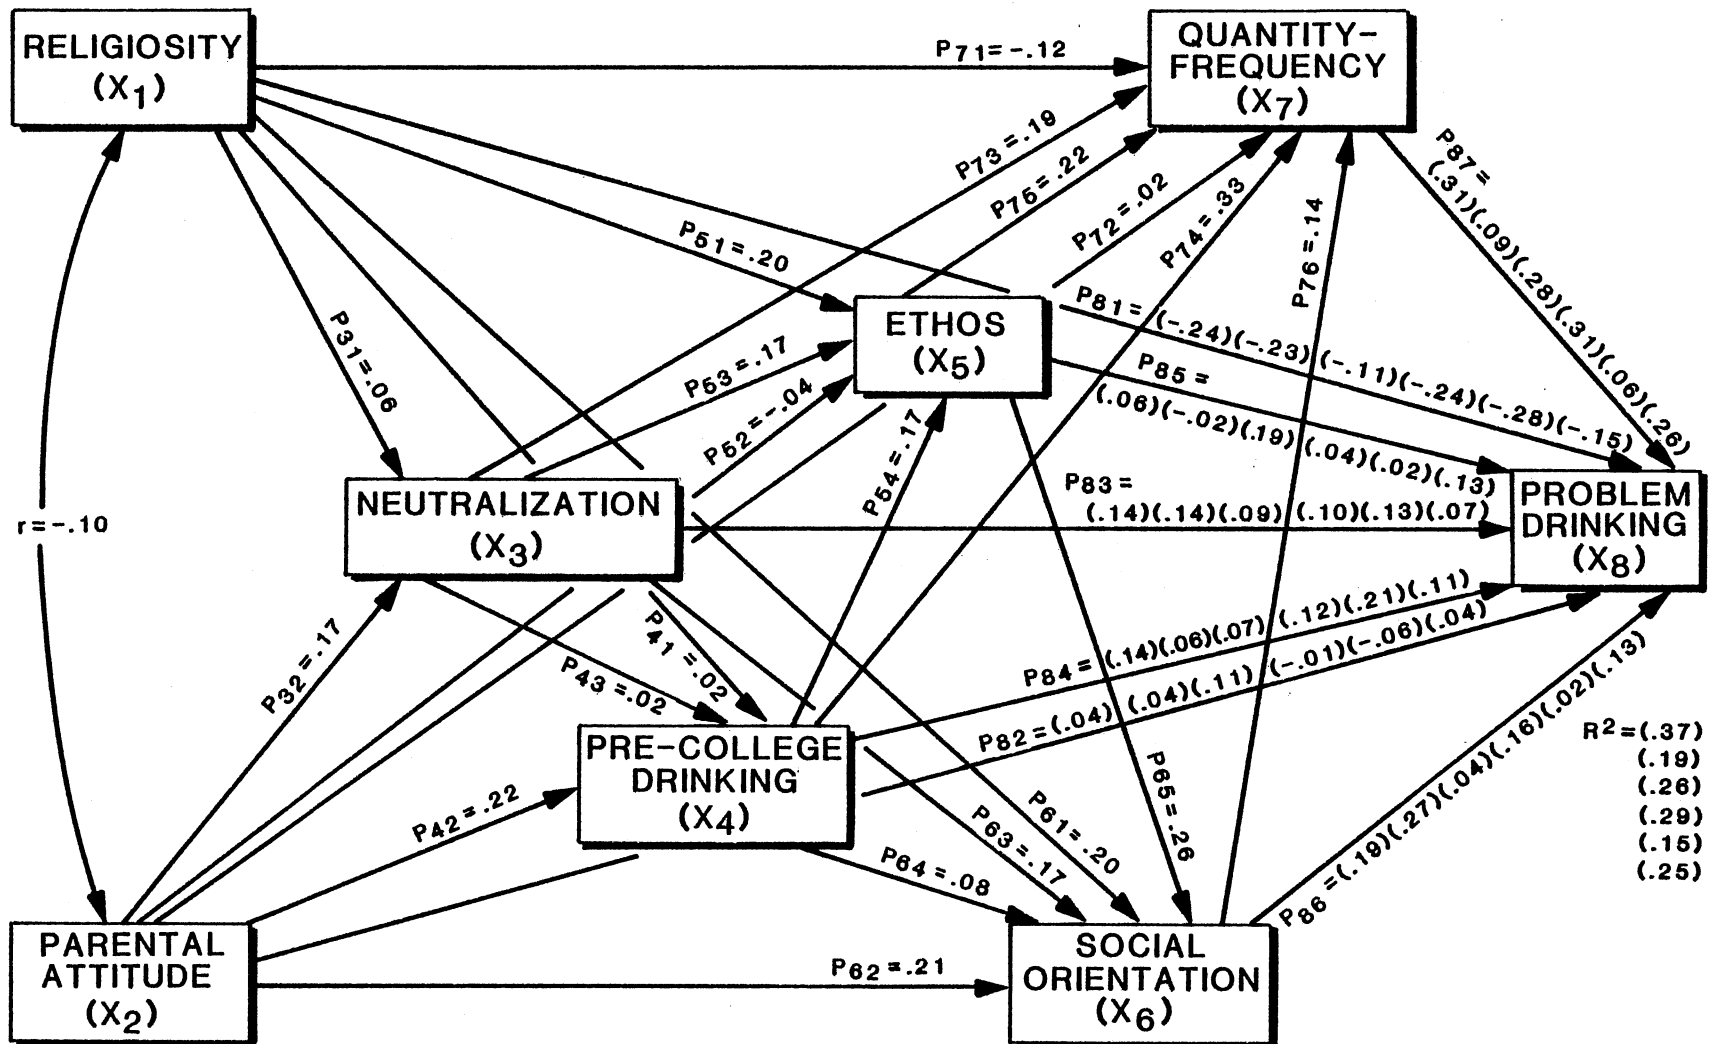 RELIGIOSITY
(X1)
QUANTITY-
FREQUENCY
(X7)
P71=-.12
P73=.19
P75=.22
P72=.02
P74=.33
P76=.14
P87=
(.31)(.09)(.28)(.31)(.06)(.26)
P51=.20
P31=.06
ETHOS
(X5)
P81=(-.24)(-.23)(-.11)(-.24)(-.28)(-.15)
P85=
(.06)(-.02)(.19)(.04)(.02)(.13)
P53=.17
P52=-.04
P54=.17
r=-.10
NEUTRALIZATION
(X3)
P83=
(.14)(.14)(.09)(.10)(.13)(.07)
PROBLEM
DRINKING
(X8)
P32=.17
P43=.02
P41=.02
P84=(.14)(.06)(.07)(.12)(.21)(.11)
P82=(.04)(.04)(.11)(-.01)(-.06)(.04)
PRE-COLLEGE
DRINKING
(X4)
P42=.22
P64=.08
P63=.17
P61=.20
P65=.26
P86=(.19)(.27)(.04)(.16)(.02)(.13)
R2=(.37)
(.19)
(.26)
(.29)
(.15)
(.25)
PARENTAL
ATTITUDE
(X2)
P62=.21
SOCIAL
ORIENTATION
(X6)